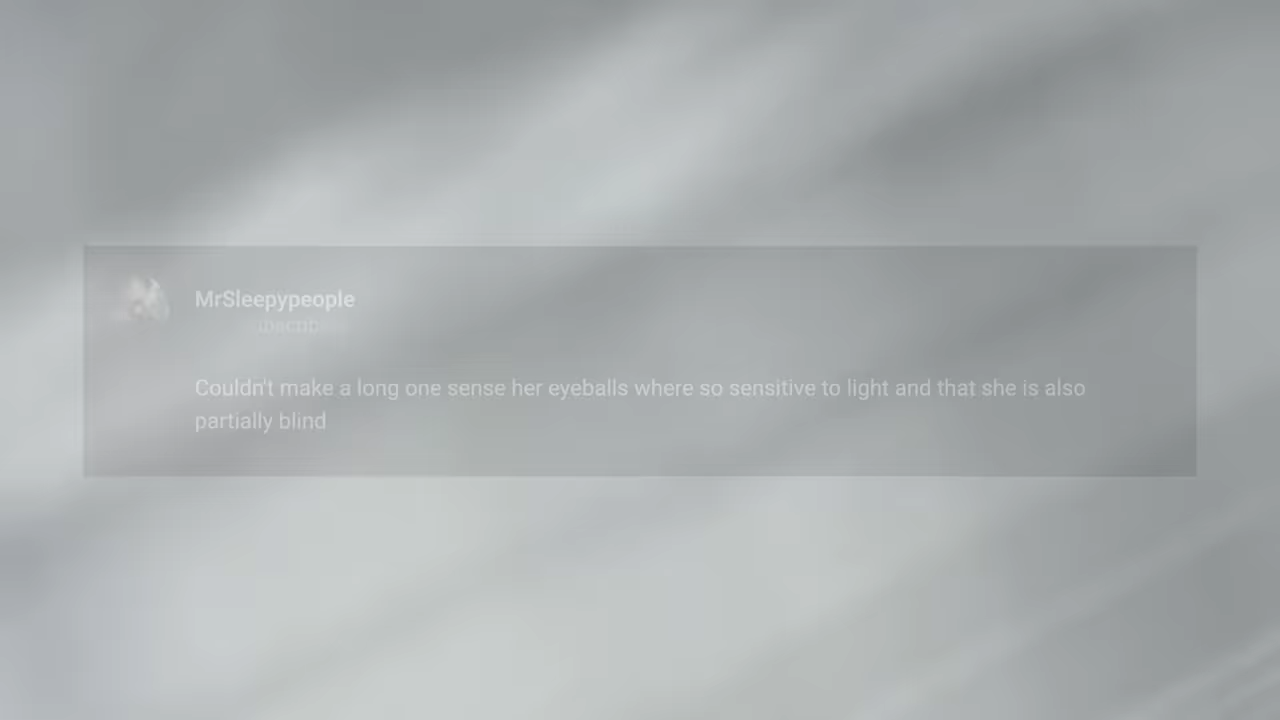 MrSleepypeople
Couldn't make a long one sense her eyeballs where so sensitive to light and that she is also
partially blind